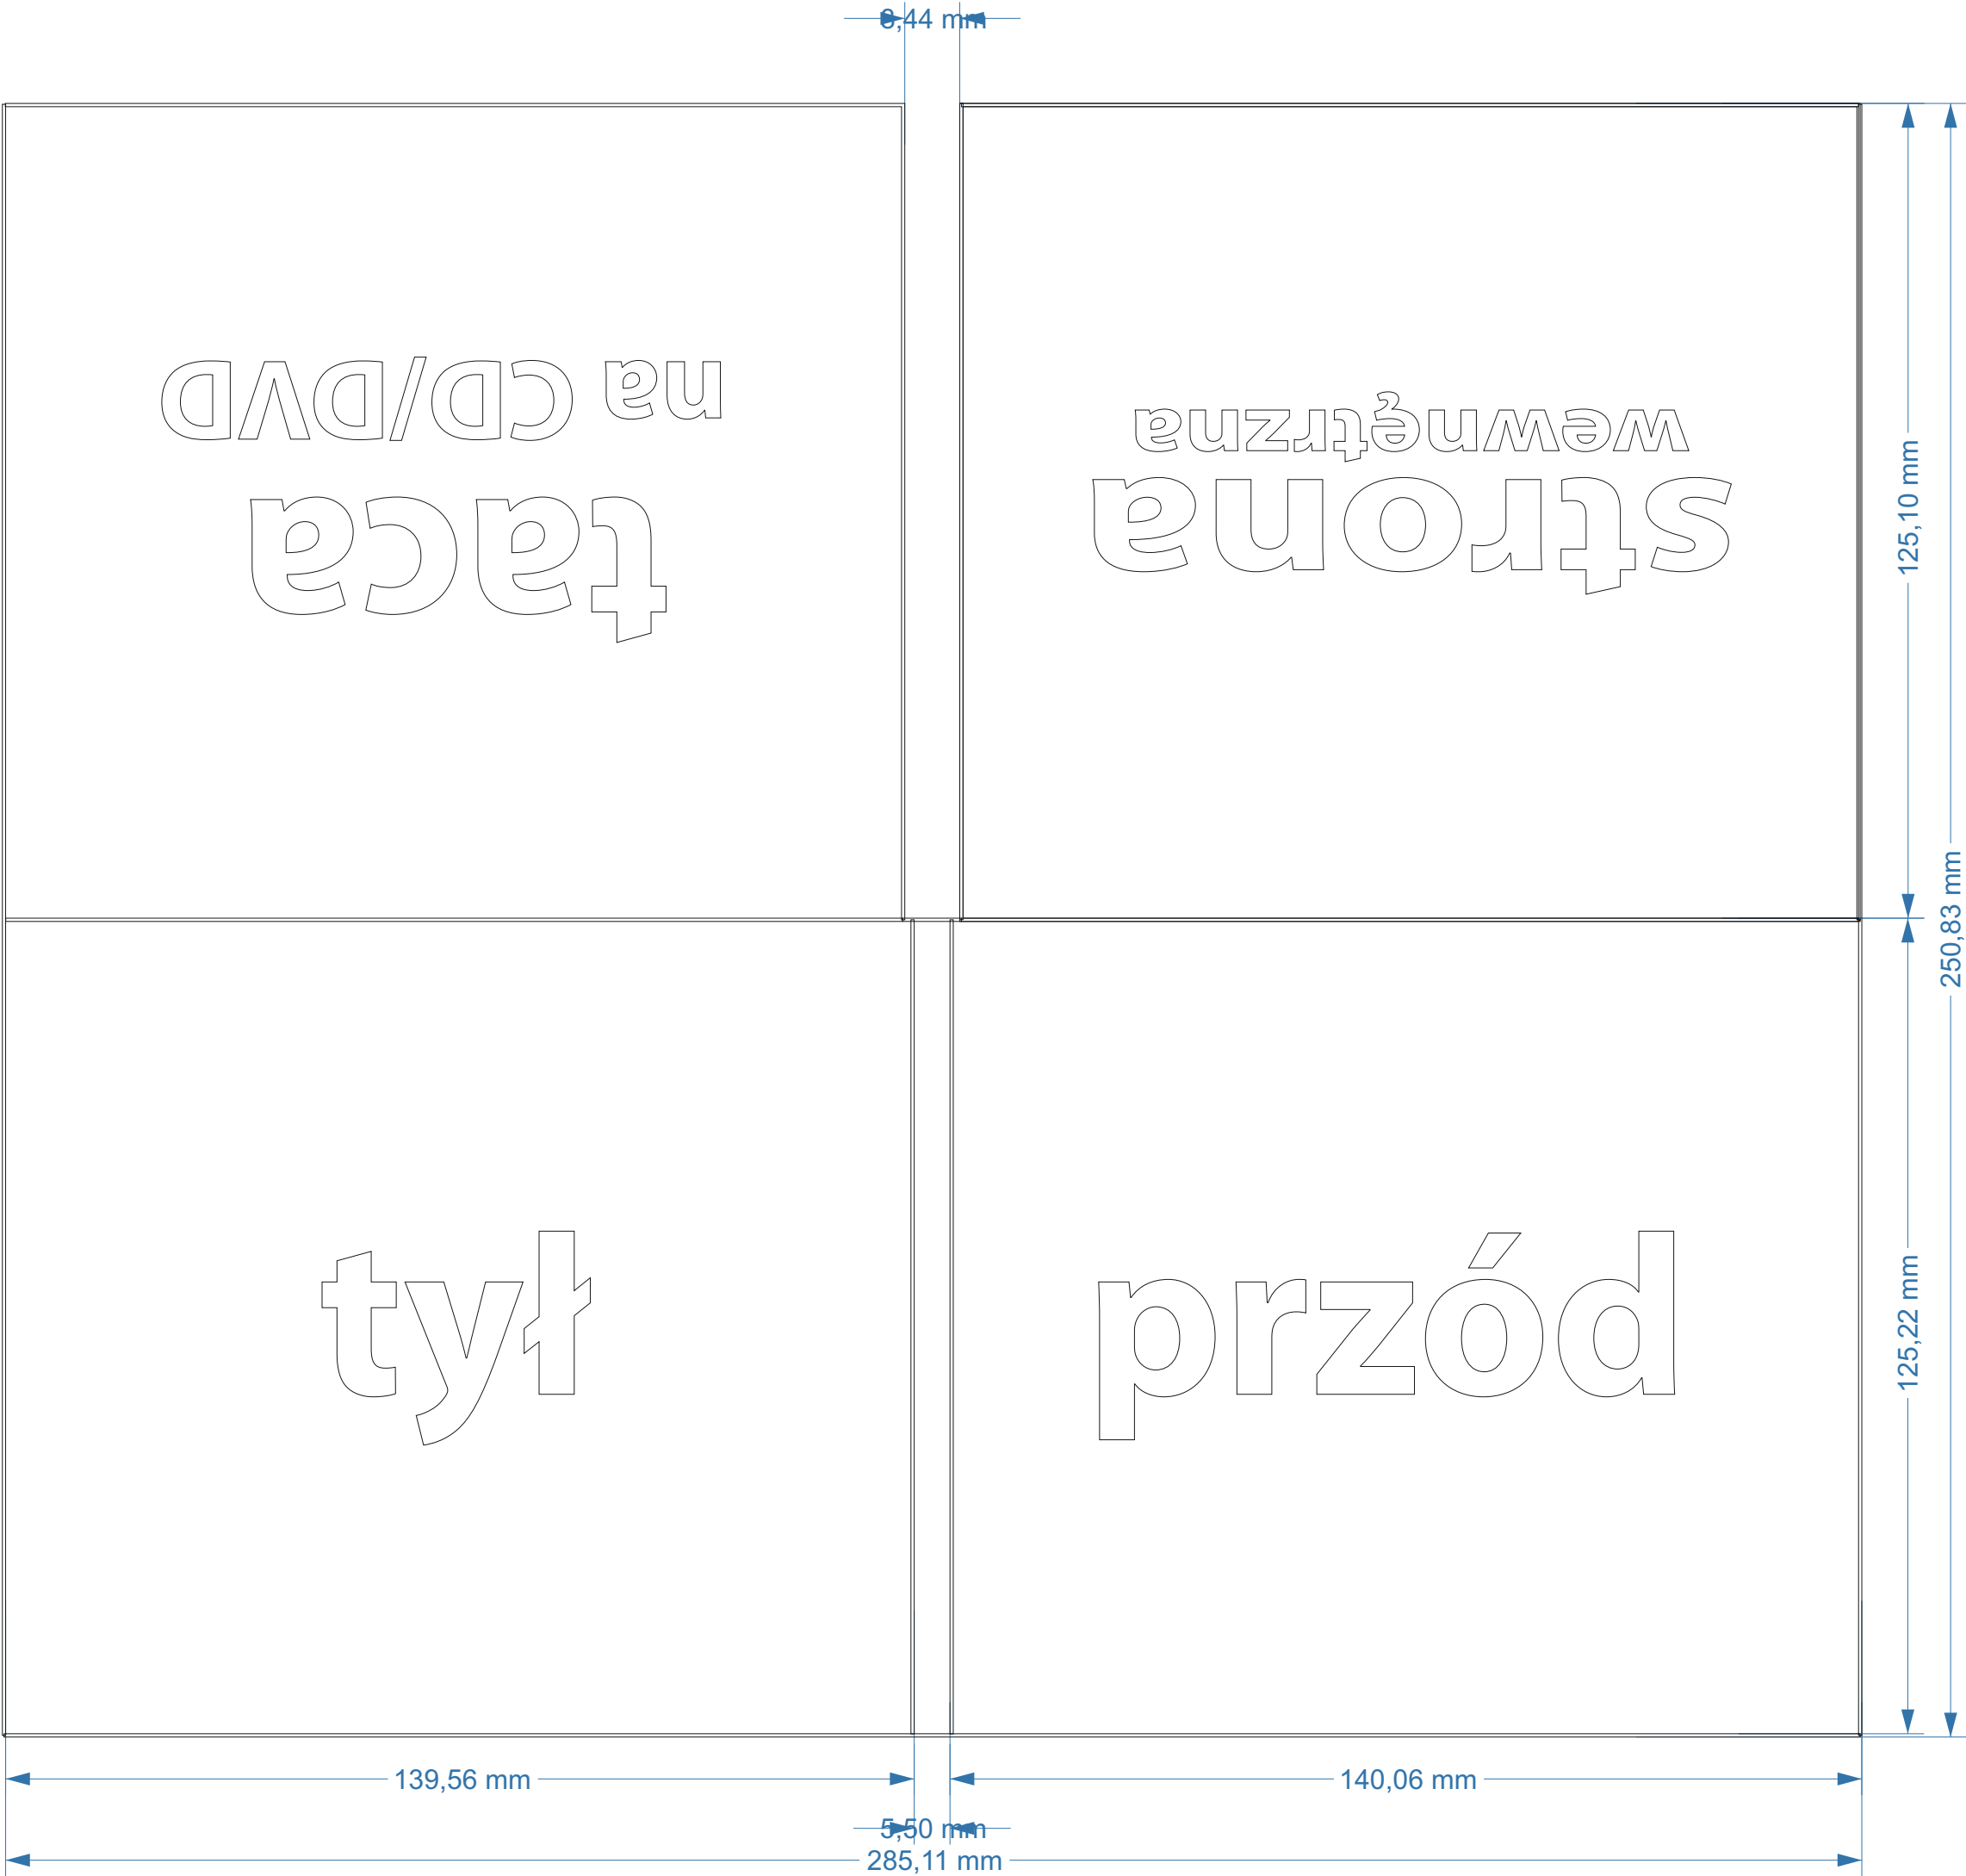 8,44 mm
taca
na CD/DVD
strona
wewnętrzna
125,10 mm
250,83 mm
tył
przód
125,22 mm
139,56 mm
140,06 mm
5,50 mm
285,11 mm